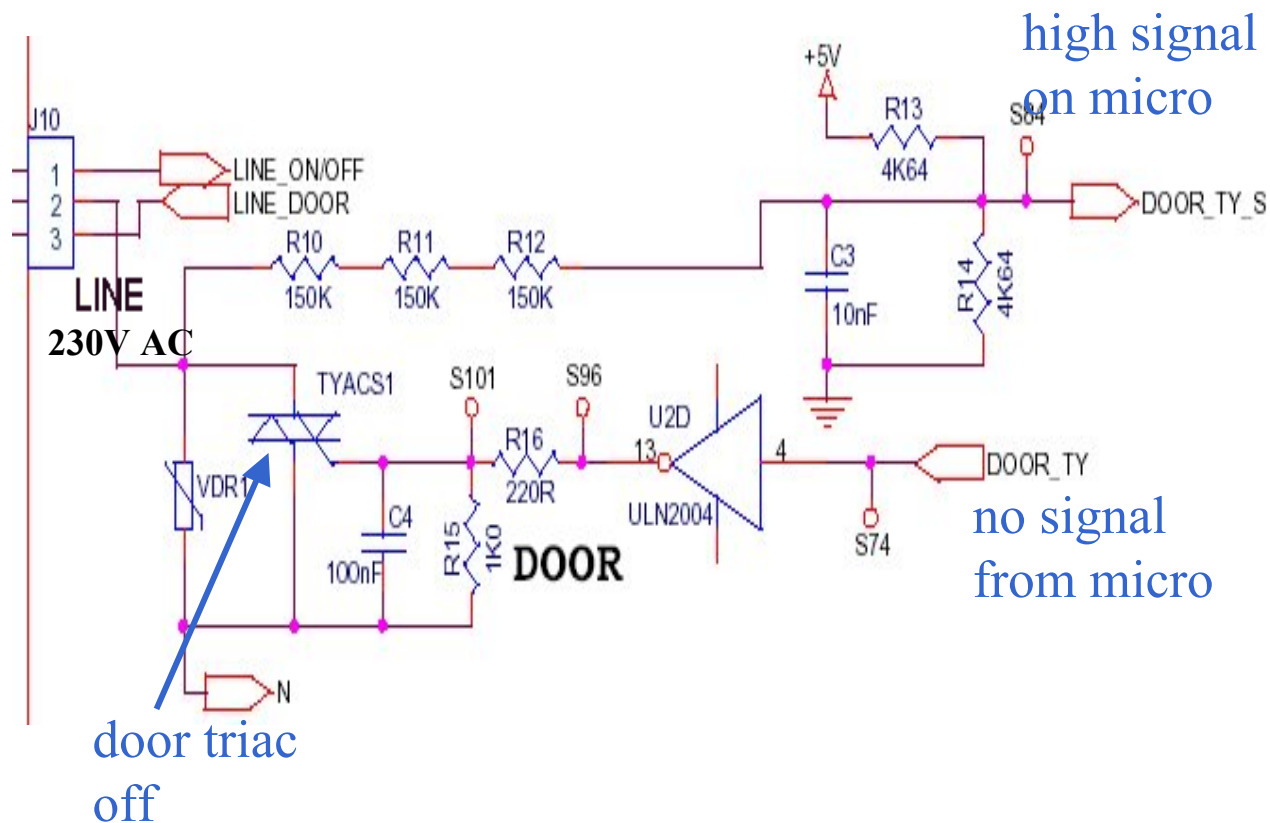 high signal
on micro
+5V
R13
4K64
S84
DOOR_TY_S
J10
1
2
3
LINE_ON/OFF
LINE_DOOR
R10
150K
R11
150K
R12
150K
C3
10nF
R14
4K64
LINE
230V AC
TYACS1
S101
S96
R16
220R
U2D
13
4
ULN2004
DOOR_TY
S74
no signal
from micro
VDR1
C4
100nF
R15
1K0
DOOR
N
door triac
off